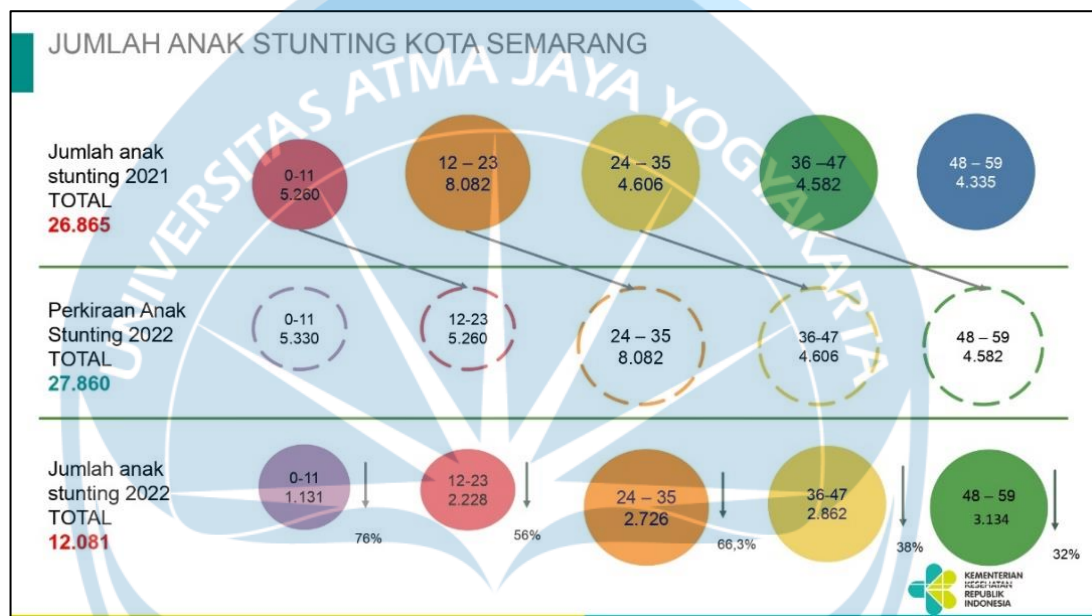 JUMLAH ANAK STUNTING KOTA SEMARANG
UNIVERSITAS ATMA JAYA YOGYAKARTA
Jumlah anak
stunting 2021
TOTAL
26.865
0-11
5.260
12 – 23
8.082
24 – 35
4.606
36 –47
4.582
48 – 59
4.335
Perkiraan Anak
Stunting 2022
TOTAL
27.860
0-11
5.330
12-23
5.260
24 – 35
8.082
36-47
4.606
48 – 59
4.582
Jumlah anak
stunting 2022
TOTAL
12.081
0-11
1.131
76%
12-23
2.228
56%
24 – 35
2.726
66,3%
36-47
2.862
38%
48 – 59
3.134
32%
KEMENTERIAN
KESEHATAN
REPUBLIK
INDONESIA